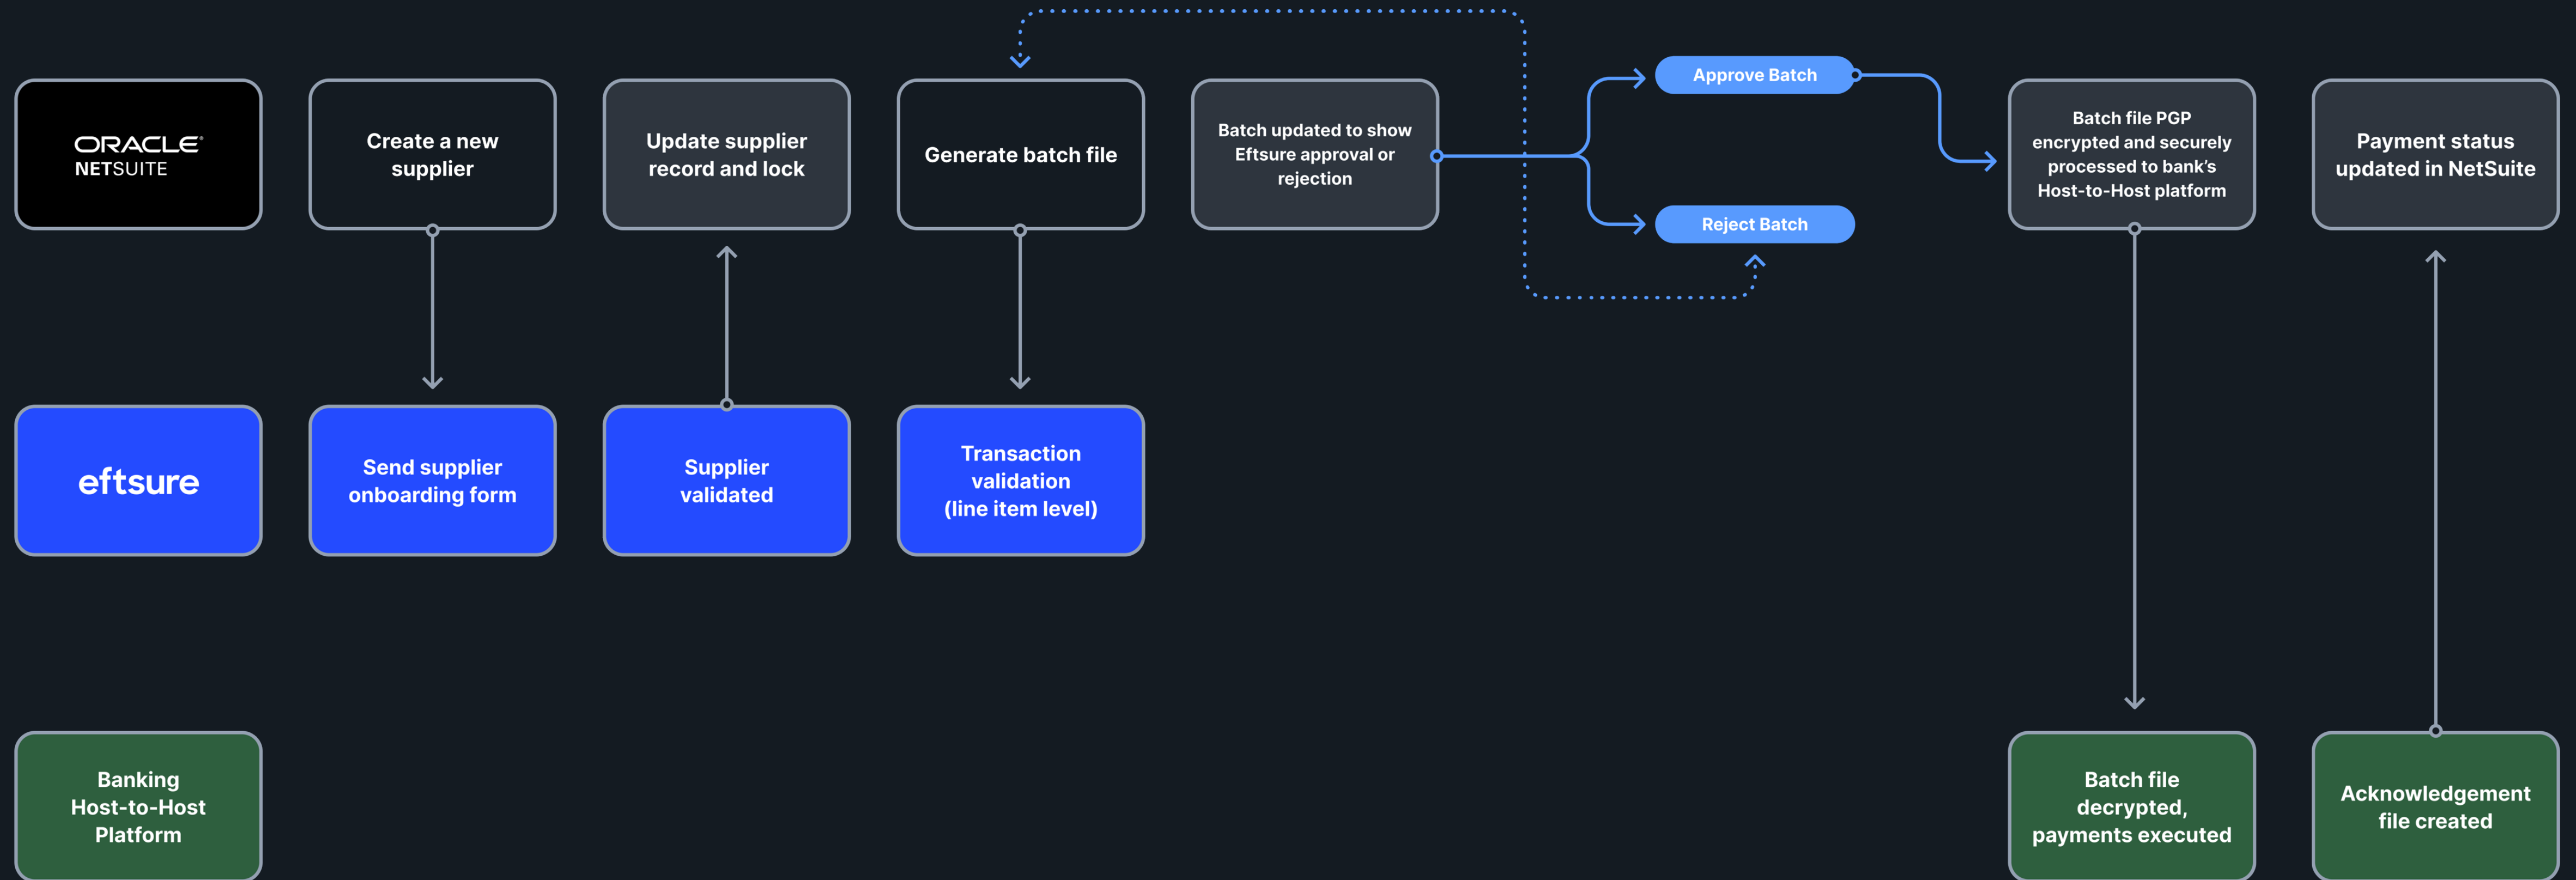 ORACLE®
NETSUITE
Create a new
supplier
Update supplier
record and lock
Generate batch file
Batch updated to show
Eftsure approval or
rejection
Approve Batch
Reject Batch
Batch file PGP
encrypted and securely
processed to bank’s
Host-to-Host platform
Payment status
updated in NetSuite
eftsure
Send supplier
onboarding form
Supplier
validated
Transaction
validation
(line item level)
Banking
Host-to-Host
Platform
Batch file
decrypted,
payments executed
Acknowledgement
file created